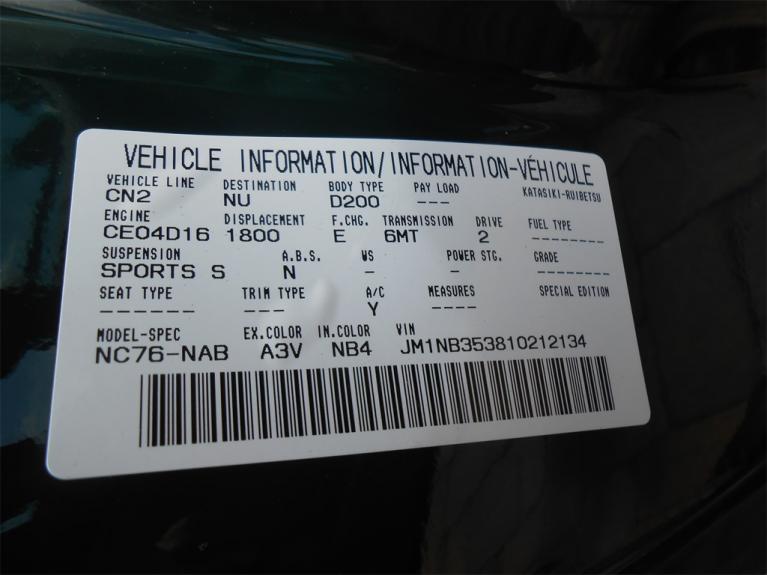 VEHICLE INFORMATION/INFORMATION-VÉHICULE
VEHICLE LINE DESTINATION BODY TYPE PAY LOAD KATASIKI-RUIBETSU
CN2 NU D200 ---
ENGINE DISPLACEMENT F.CHG. TRANSMISSION DRIVE FUEL TYPE
CE04D16 1800 E 6MT 2 --------
SUSPENSION A.B.S. WS POWER STG. GRADE
SPORTS S N - - --------
SEAT TYPE TRIM TYPE A/C MEASURES SPECIAL EDITION
------ ---- Y ----
MODEL-SPEC EX.COLOR IN.COLOR VIN
NC76-NAB A3V NB4 JM1NB353810212134